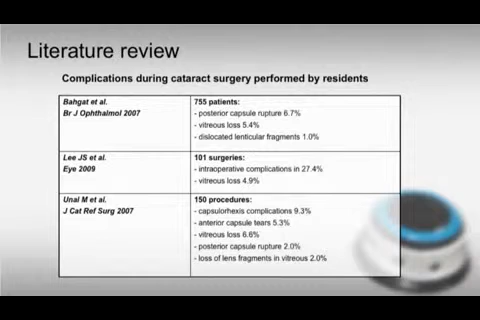 Literature review
Complications during cataract surgery performed by residents
Bahgat et al.
Br J Ophthalmol 2007
755 patients:
- posterior capsule rupture 6.7%
- vitreous loss 5.4%
- dislocated lenticular fragments 1.0%
Lee JS et al.
Eye 2009
101 surgeries:
- intraoperative complications in 27.4%
- vitreous loss 4.9%
Unal M et al.
J Cat Ref Surg 2007
150 procedures:
- capsulorhexis complications 9.3%
- anterior capsule tears 5.3%
- vitreous loss 6.6%
- posterior capsule rupture 2.0%
- loss of lens fragments in vitreous 2.0%